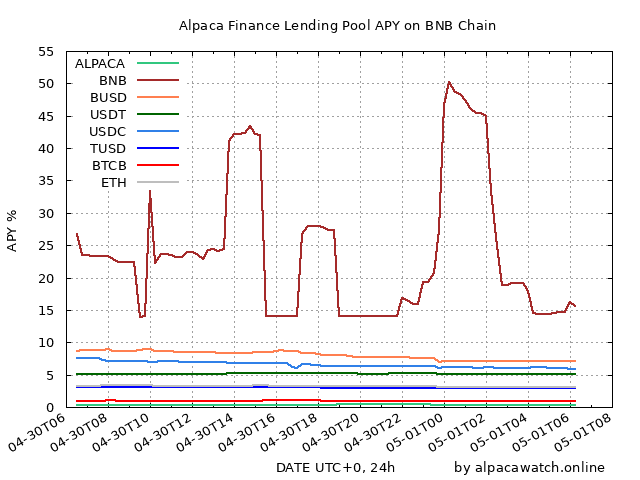 Alpaca Finance Lending Pool APY on BNB Chain
55
50
45
40
35
30
25
20
15
10
5
0
APY %
ALPACA
BNB
BUSD
USDT
USDC
TUSD
BTCB
ETH
04-30T06
04-30T08
04-30T10
04-30T12
04-30T14
04-30T16
04-30T18
04-30T20
04-30T22
05-01T00
05-01T02
05-01T04
05-01T06
05-01T08
DATE UTC+0, 24h
by alpacawatch.online